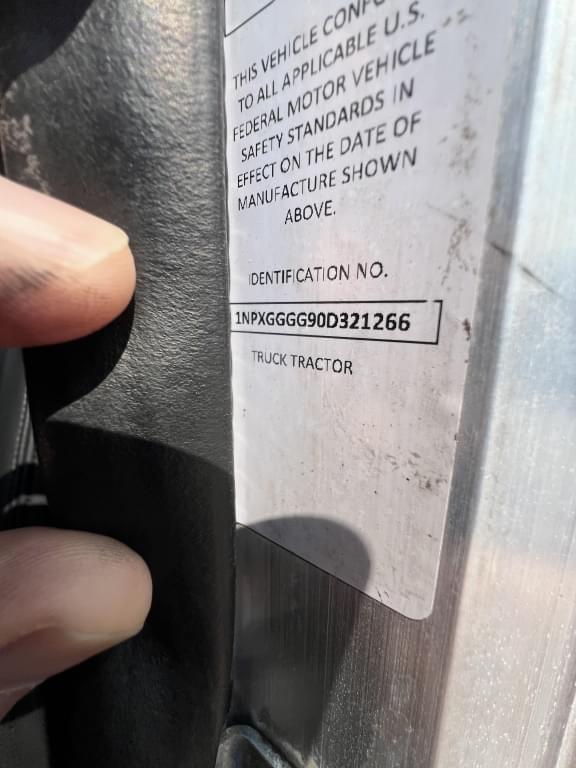 THIS VEHICLE
TO ALL APPLICABLE U.S.
FEDERAL MOTOR VEHICLE
SAFETY STANDARDS IN
EFFECT ON THE DATE OF
MANUFACTURE SHOWN
ABOVE.
IDENTIFICATION NO.
1NPXGGGG90D321266
TRUCK TRACTOR